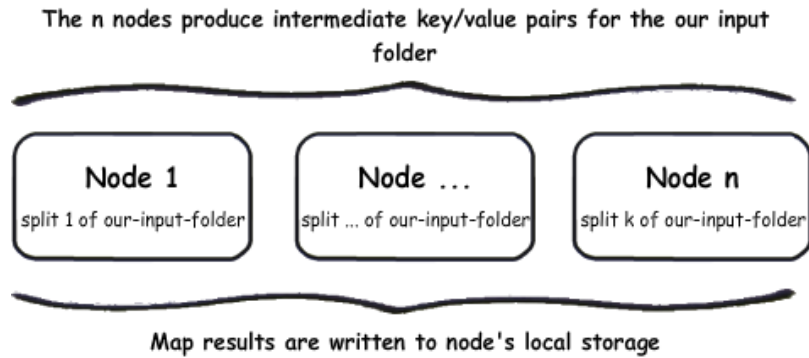 The n nodes produce intermediate key/value pairs for the our input
folder
Node 1
split 1 of our-input-folder
Node ...
split ... of our-input-folder
Node n
split k of our-input-folder
Map results are written to node's local storage